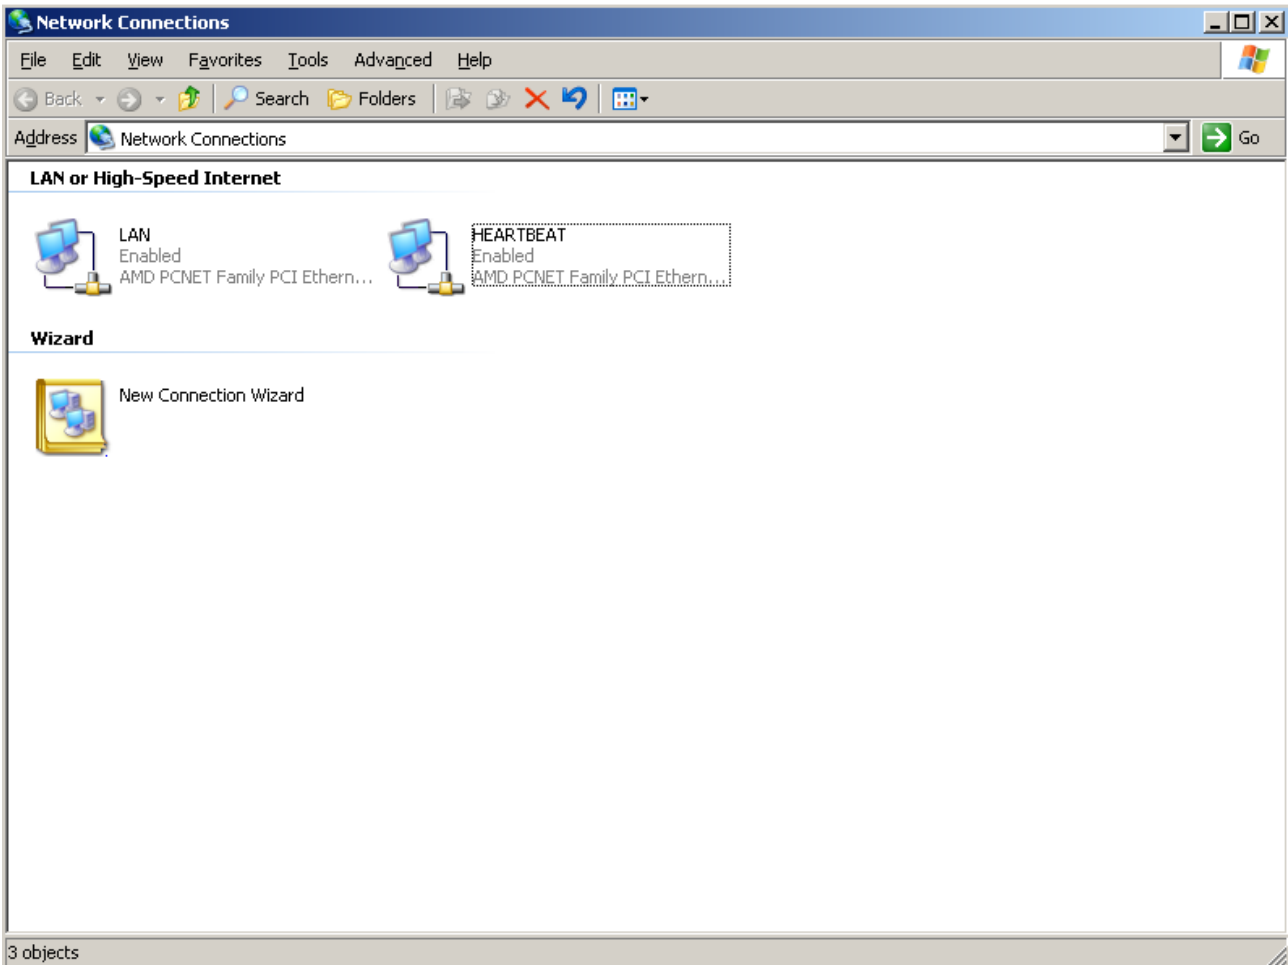 Network Connections
File Edit View Favorites Tools Advanced Help
Back Search Folders
Address Network Connections Go
LAN or High-Speed Internet
LAN
Enabled
AMD PCNET Family PCI Ethern...
HEARTBEAT
Enabled
AMD PCNET Family PCI Ethern...
Wizard
New Connection Wizard
3 objects